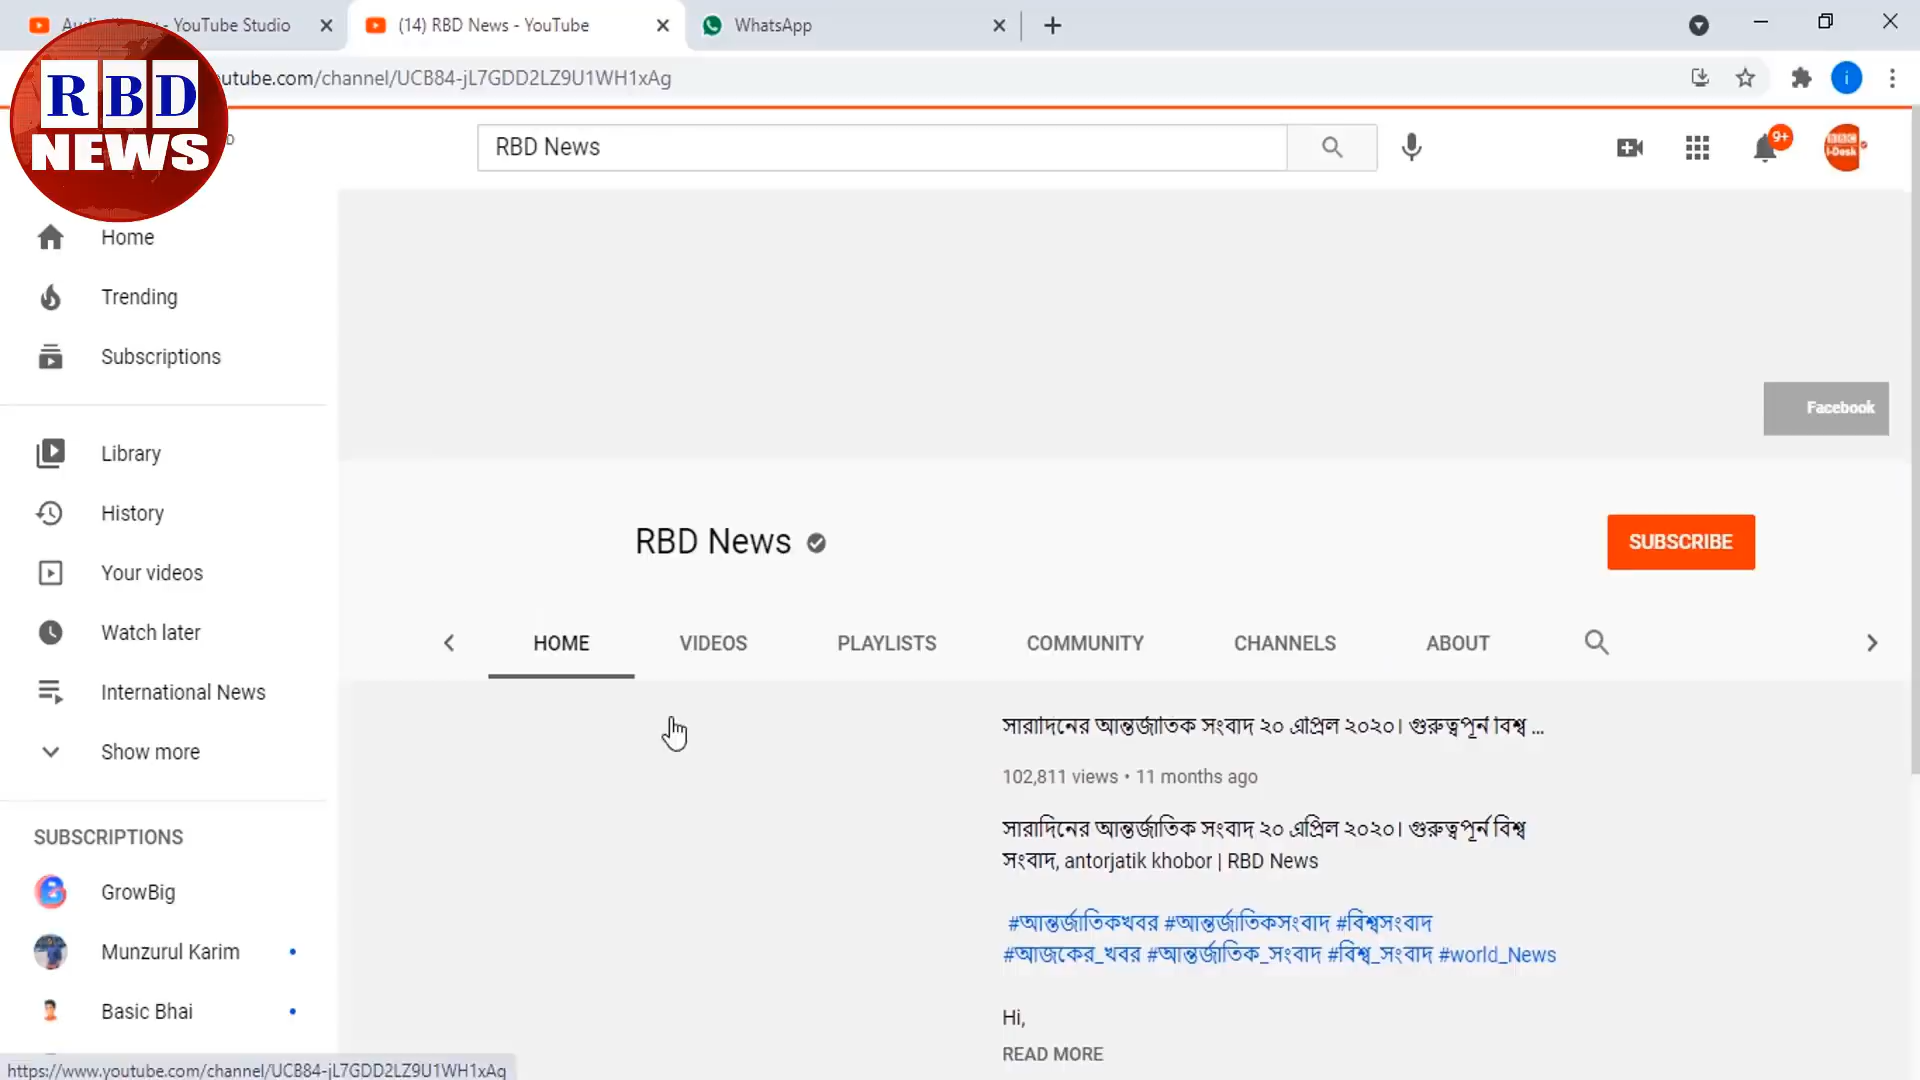 YouTube Studio
(14) RBD News - YouTube
WhatsApp
utube.com/channel/UCB84-jL7GDD2LZ9U1WH1xAg
RBD
NEWS
RBD News
9+
Home
Trending
Subscriptions
Facebook
Library
History
RBD News
SUBSCRIBE
Your videos
Watch later
HOME
VIDEOS
PLAYLISTS
COMMUNITY
CHANNELS
ABOUT
International News
Show more
সারাদিনের আন্তর্জাতিক সংবাদ ২০ এপ্রিল ২০২০। গুরুত্বপূর্ন বিশ্ব ...
102,811 views • 11 months ago
সারাদিনের আন্তর্জাতিক সংবাদ ২০ এপ্রিল ২০২০। গুরুত্বপূর্ন বিশ্ব
সংবাদ, antorjatik khobor | RBD News
#আন্তর্জাতিকখবর #আন্তর্জাতিকসংবাদ #বিশ্বসংবাদ
#আজকের_খবর #আন্তর্জাতিক_সংবাদ #বিশ্ব_সংবাদ #world_News
Hi,
READ MORE
SUBSCRIPTIONS
GrowBig
Munzurul Karim
Basic Bhai
https://www.youtube.com/channel/UCB84-jL7GDD2LZ9U1WH1xAg